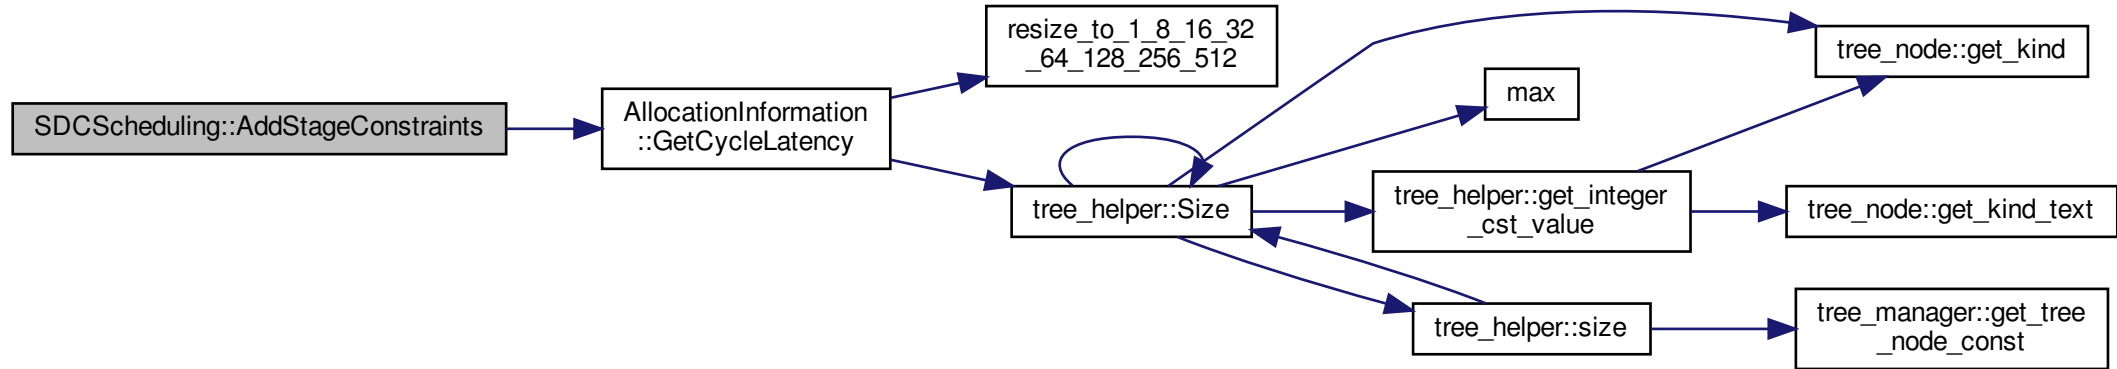 SDCScheduling::AddStageConstraints
AllocationInformation
::GetCycleLatency
resize_to_1_8_16_32
_64_128_256_512
tree_helper::Size
max
tree_helper::get_integer
_cst_value
tree_helper::size
tree_node::get_kind
tree_node::get_kind_text
tree_manager::get_tree
_node_const